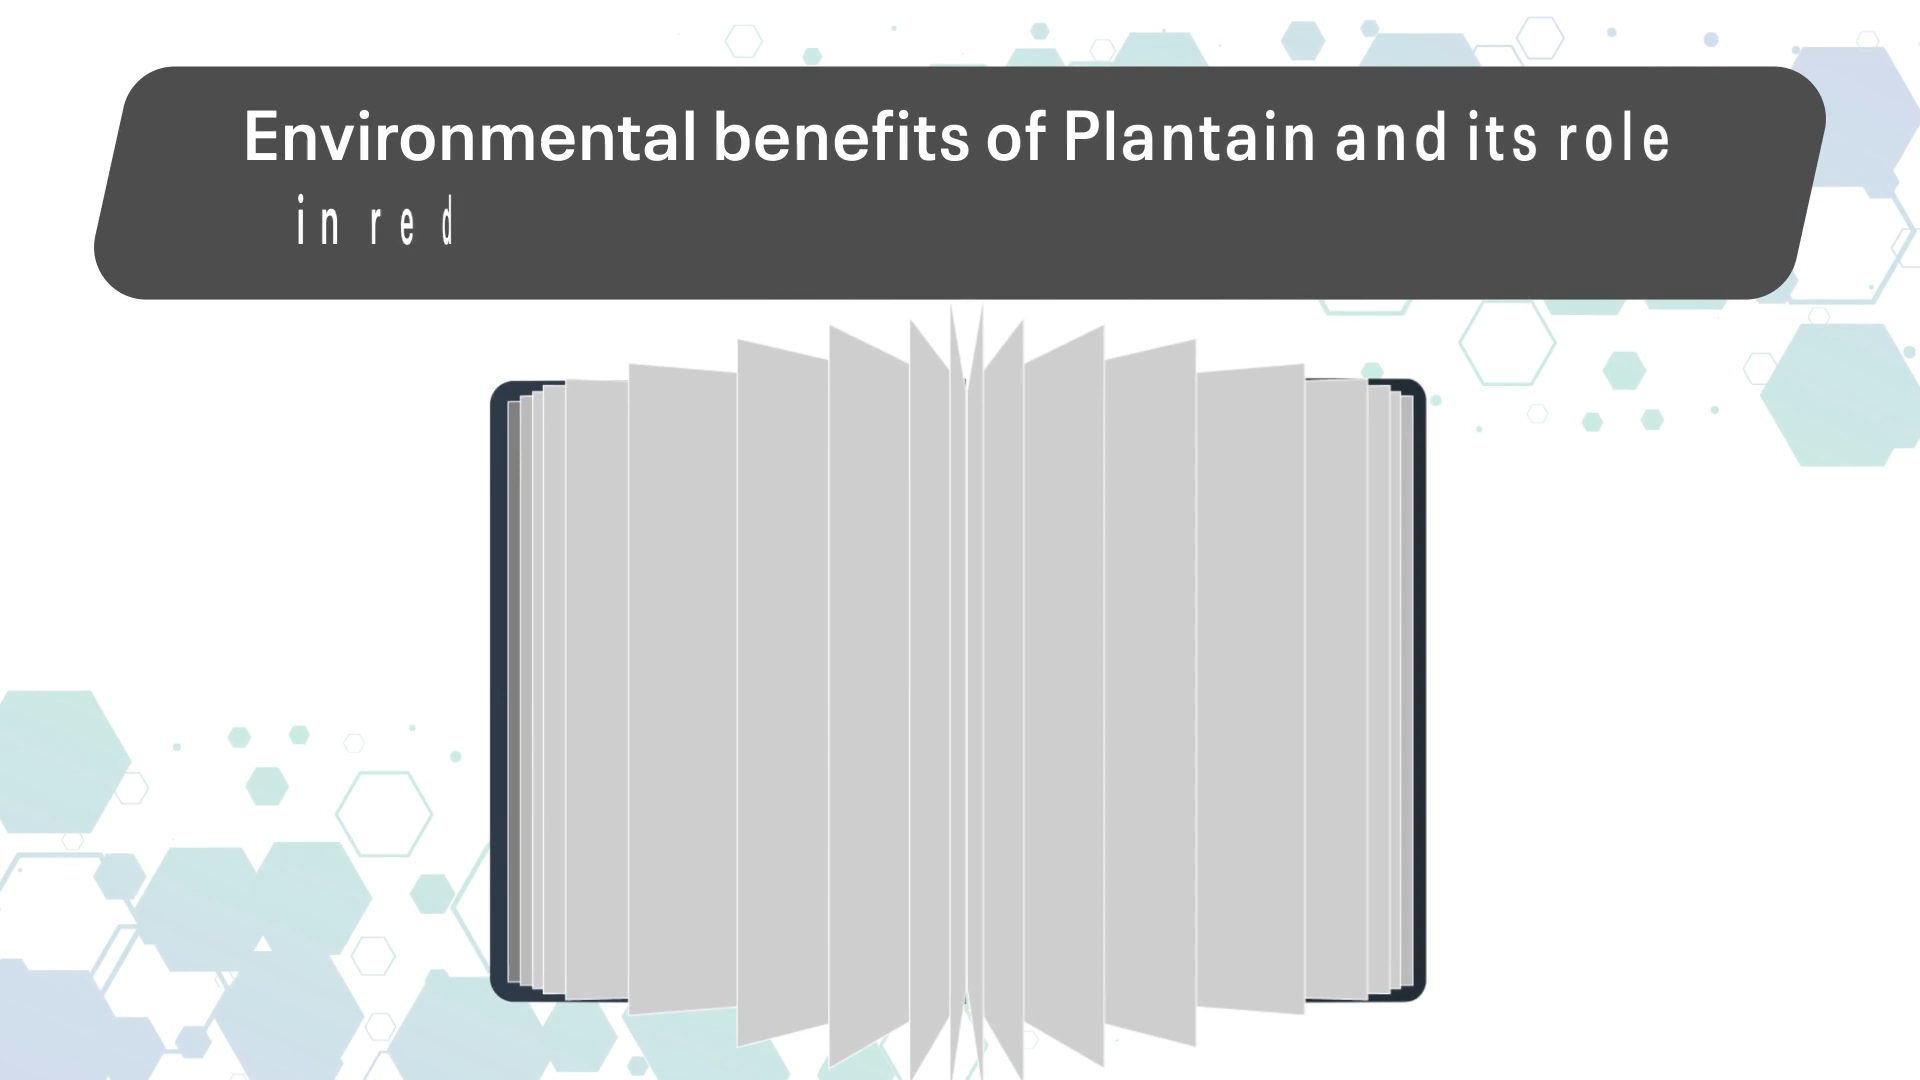 Environmental benefits of Plantain and its role
in red